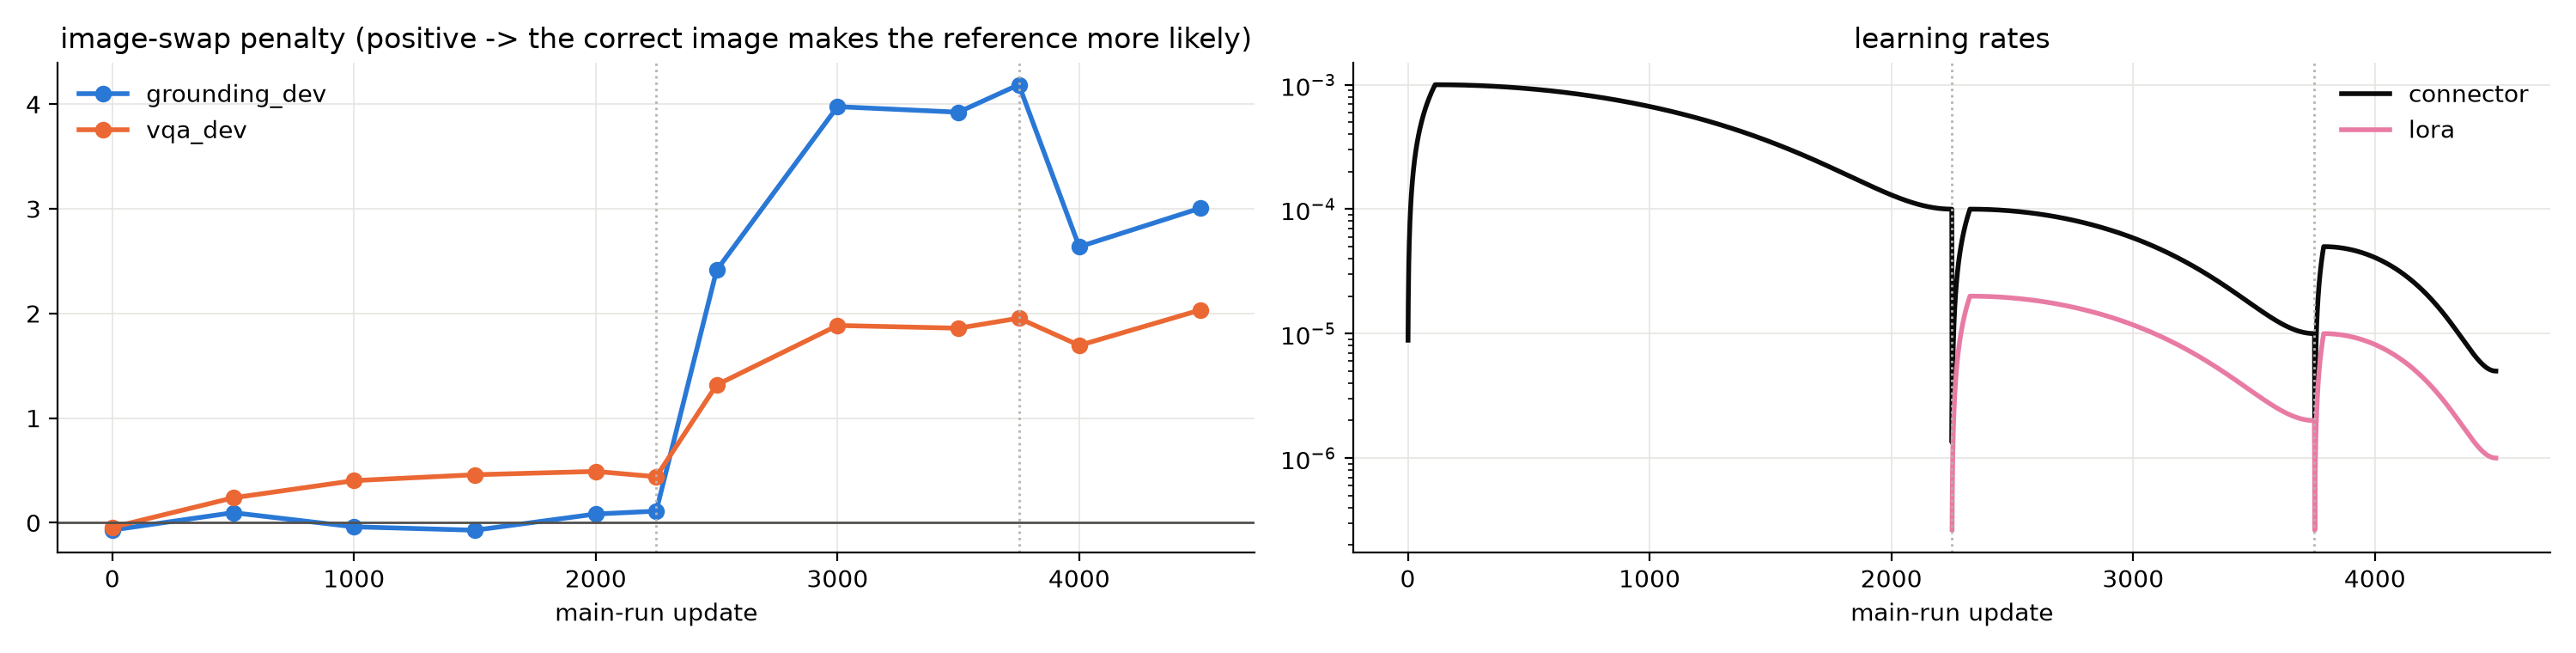 image-swap penalty (positive -> the correct image makes the reference more likely)
grounding_dev
vqa_dev
4
3
2
1
0
0 1000 2000 3000 4000
main-run update
learning rates
connector
lora
10⁻³
10⁻⁴
10⁻⁵
10⁻⁶
0 1000 2000 3000 4000
main-run update